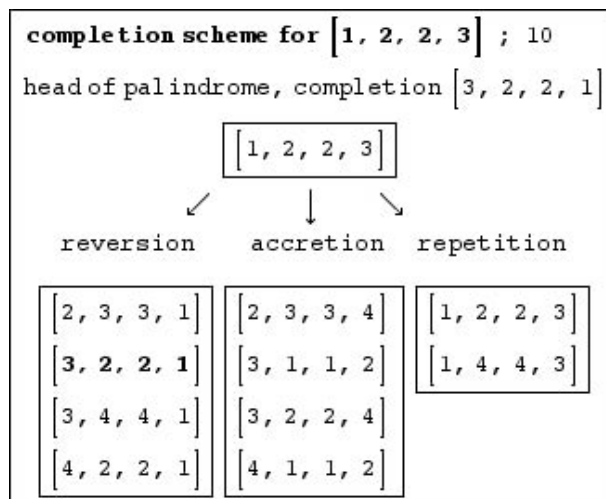 completion scheme for [1, 2, 2, 3] ; 10
head of palindrome, completion [3, 2, 2, 1]
[1, 2, 2, 3]
↙ ↓ ↘
reversion accretion repetition
[2, 3, 3, 1] [2, 3, 3, 4] [1, 2, 2, 3]
[3, 2, 2, 1] [3, 1, 1, 2] [1, 4, 4, 3]
[3, 4, 4, 1] [3, 2, 2, 4]
[4, 2, 2, 1] [4, 1, 1, 2]